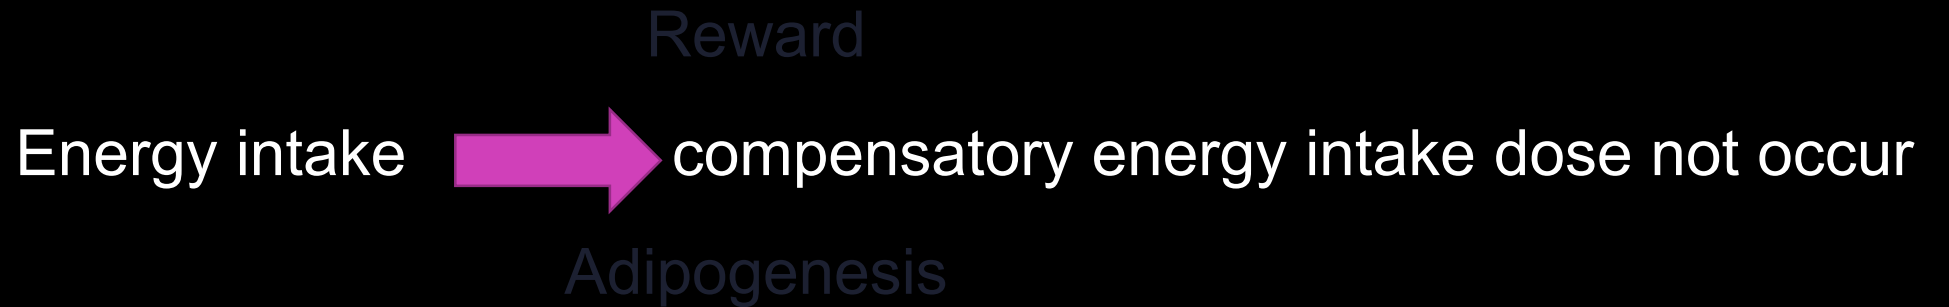 Reward
Energy intake compensatory energy intake dose not occur
Adipogenesis